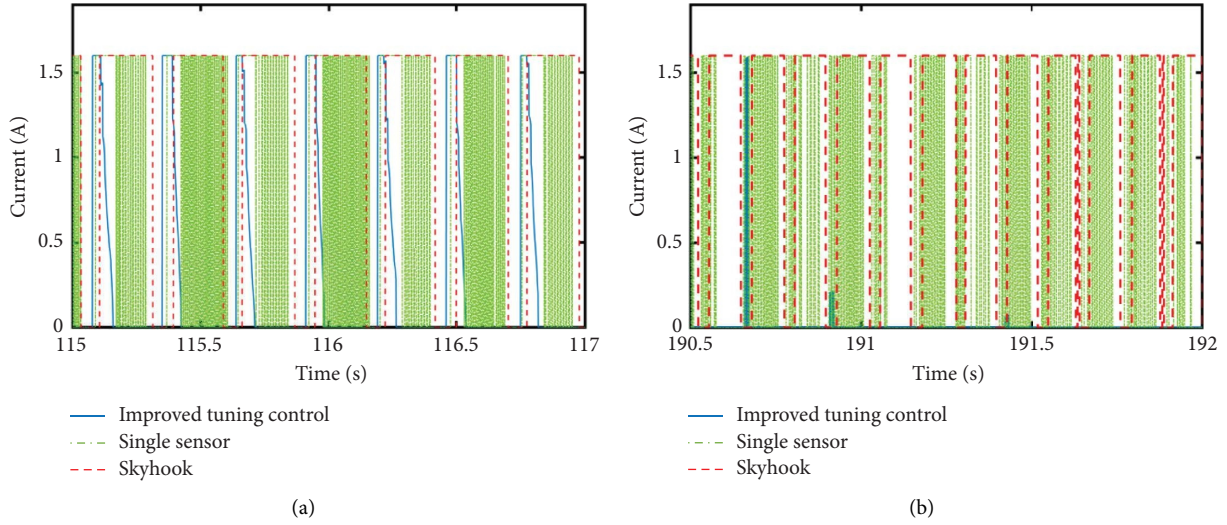 1.5
1
0.5
0
Current (A)
115
115.5
116
116.5
117
Time (s)
Improved tuning control
Single sensor
Skyhook
(a)
1.5
1
0.5
0
Current (A)
190.5
191
191.5
192
Time (s)
Improved tuning control
Single sensor
Skyhook
(b)